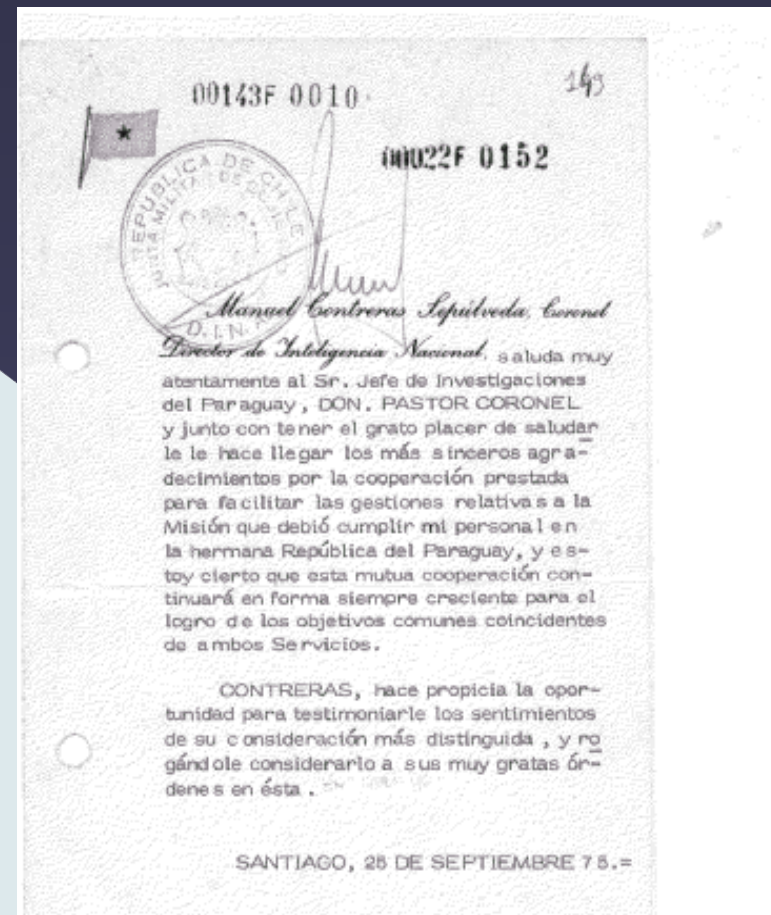 149
00143F 0010
00022F 0152
REPUBLICA DE CHILE
JUNTA MILITAR DE GOBIERNO
D.I.N.
Manuel Contreras Sepúlveda, Coronel
Director de Inteligencia Nacional, saluda muy
atentamente al Sr. Jefe de Investigaciones
del Paraguay, DON. PASTOR CORONEL
y junto con tener el grato placer de saludar
le le hace llegar los más sinceros agra-
decimientos por la cooperación prestada
para facilitar las gestiones relativas a la
Misión que debió cumplir mi personal en
la hermana República del Paraguay, y es-
toy cierto que esta mutua cooperación con-
tinuará en forma siempre creciente para el
logro de los objetivos comunes coincidentes
de ambos Servicios.
CONTRERAS, hace propicia la opor-
tunidad para testimoniarle los sentimientos
de su consideración más distinguida, y ro
gándole considerarlo a sus muy gratas ór-
denes en ésta.
SANTIAGO, 25 DE SEPTIEMBRE 75.=